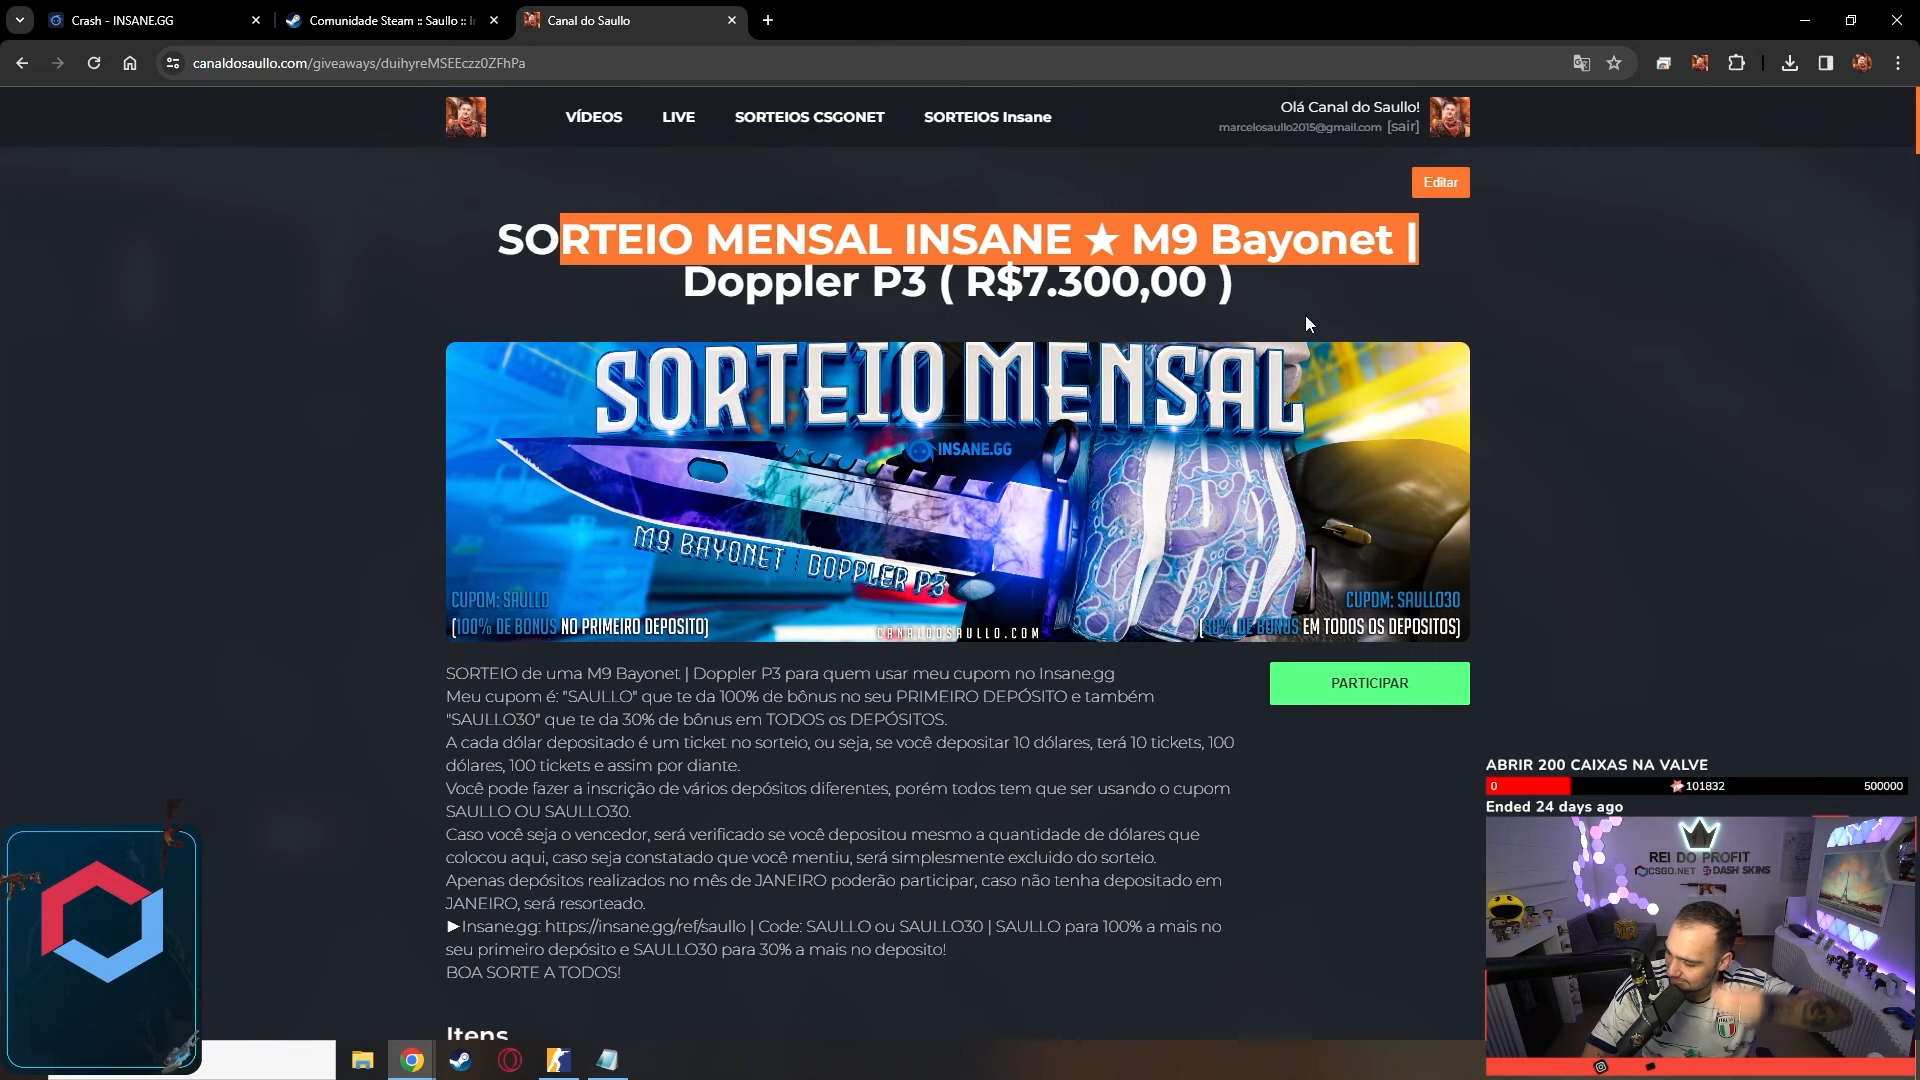 Crash - INSANE.GG
Comunidade Steam :: Saullo :: I
Canal do Saullo
canaldosaullo.com/giveaways/duihyreMSEEczz0ZFhPa
VÍDEOS
LIVE
SORTEIOS CSGONET
SORTEIOS Insane
Olá Canal do Saullo!
marcelosaullo2015@gmail.com [sair]
Editar
SORTEIO MENSAL INSANE ★ M9 Bayonet |
Doppler P3 ( R$7.300,00 )
SORTEIO MENSAL
INSANE.GG
M9 BAYONET | DOPPLER P3
CUPOM: SAULLO
(100% DE BONUS NO PRIMEIRO DEPOSITO)
CANALDOSAULLO.COM
CUPOM: SAULLO30
(30% DE BONUS EM TODOS OS DEPOSITOS)
SORTEIO de uma M9 Bayonet | Doppler P3 para quem usar meu cupom no Insane.gg
Meu cupom é: "SAULLO" que te da 100% de bônus no seu PRIMEIRO DEPÓSITO e também
"SAULLO30" que te da 30% de bônus em TODOS os DEPÓSITOS.
A cada dólar depositado é um ticket no sorteio, ou seja, se você depositar 10 dólares, terá 10 tickets, 100
dólares, 100 tickets e assim por diante.
Você pode fazer a inscrição de vários depósitos diferentes, porém todos tem que ser usando o cupom
SAULLO OU SAULLO30.
Caso você seja o vencedor, será verificado se você depositou mesmo a quantidade de dólares que
colocou aqui, caso seja constatado que você mentiu, será simplesmente excluido do sorteio.
Apenas depósitos realizados no mês de JANEIRO poderão participar, caso não tenha depositado em
JANEIRO, será resorteado.
▶Insane.gg: https://insane.gg/ref/saullo | Code: SAULLO ou SAULLO30 | SAULLO para 100% a mais no
seu primeiro depósito e SAULLO30 para 30% a mais no deposito!
BOA SORTE A TODOS!
Itens
PARTICIPAR
ABRIR 200 CAIXAS NA VALVE
0
101832
500000
Ended 24 days ago
REI DO PROFIT
CSGO.NET
DASH SKINS